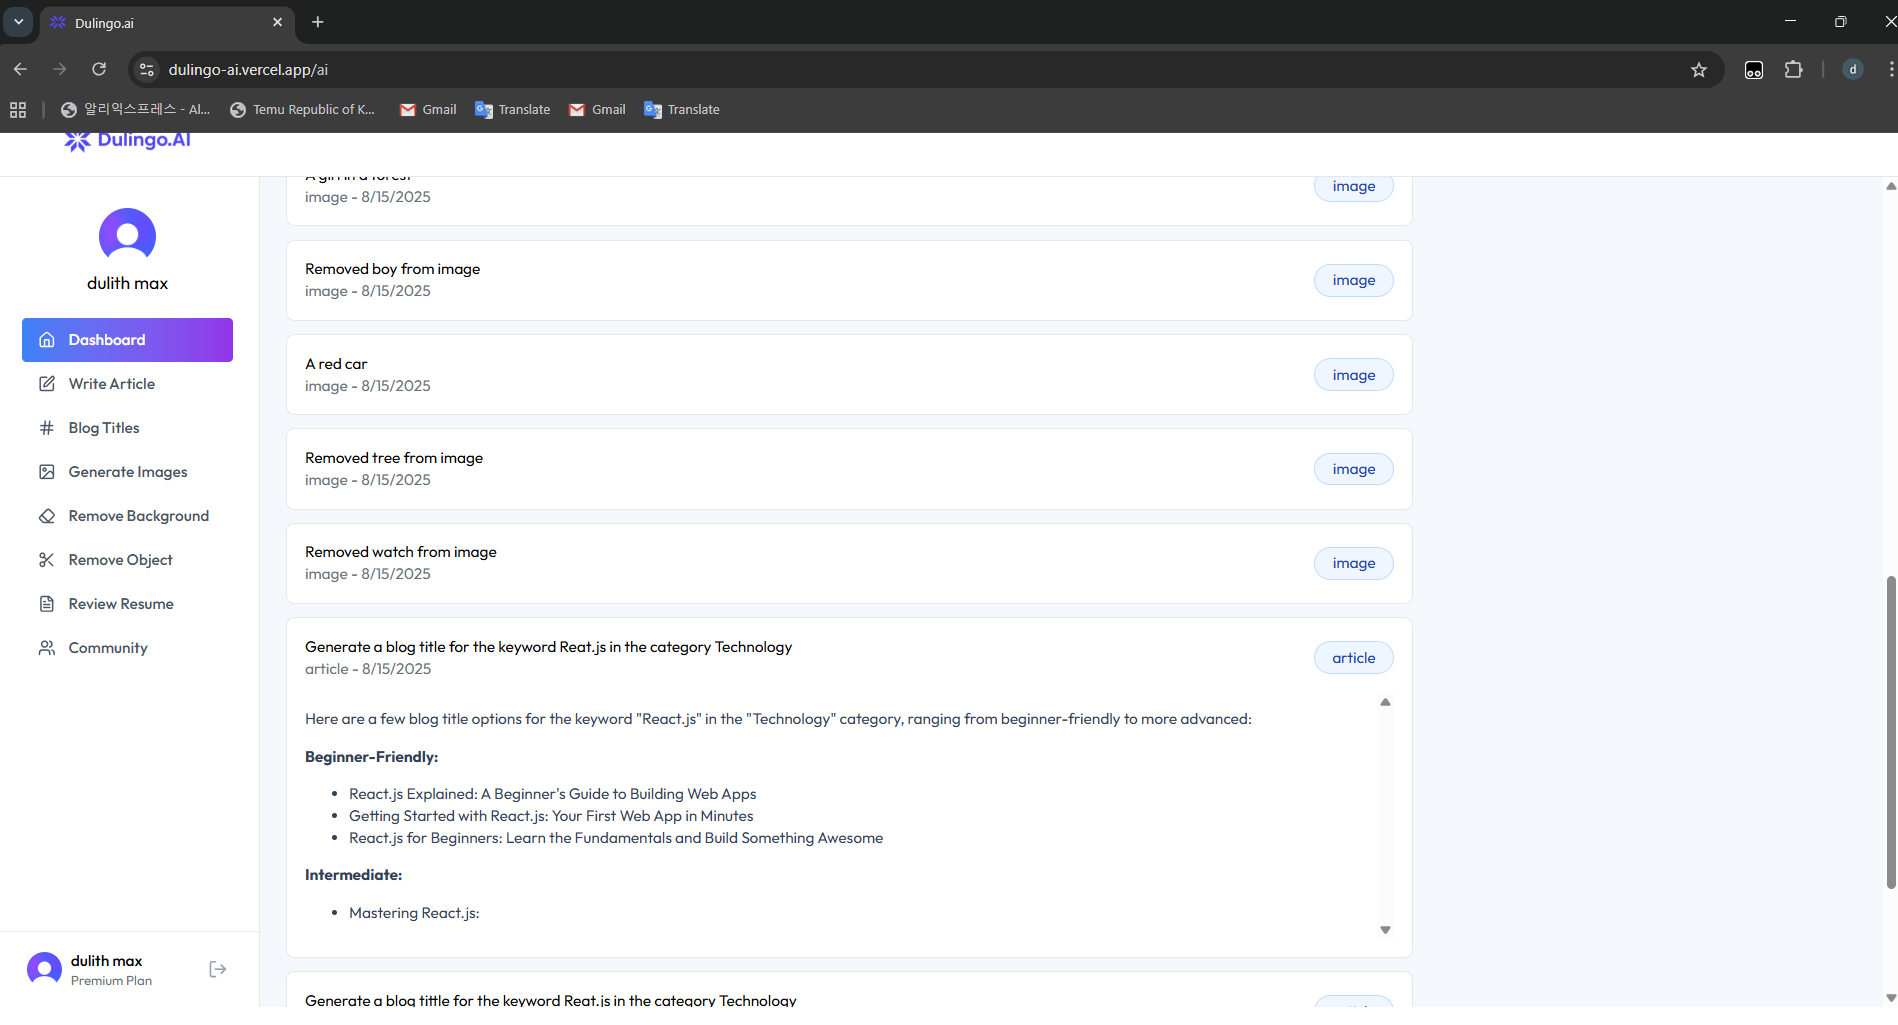 Dulingo.ai
dulingo-ai.vercel.app/ai
d
알리익스프레스 - Al...
Temu Republic of K...
Gmail
Translate
Gmail
Translate
Dulingo.AI
dulith max
Dashboard
Write Article
Blog Titles
Generate Images
Remove Background
Remove Object
Review Resume
Community
dulith max
Premium Plan
A girl in a forest
image - 8/15/2025
image
Removed boy from image
image - 8/15/2025
image
A red car
image - 8/15/2025
image
Removed tree from image
image - 8/15/2025
image
Removed watch from image
image - 8/15/2025
image
Generate a blog title for the keyword Reat.js in the category Technology
article - 8/15/2025
article
Here are a few blog title options for the keyword "React.js" in the "Technology" category, ranging from beginner-friendly to more advanced:
Beginner-Friendly:
• React.js Explained: A Beginner's Guide to Building Web Apps
• Getting Started with React.js: Your First Web App in Minutes
• React.js for Beginners: Learn the Fundamentals and Build Something Awesome
Intermediate:
• Mastering React.js:
Generate a blog tittle for the keyword Reat.js in the category Technology